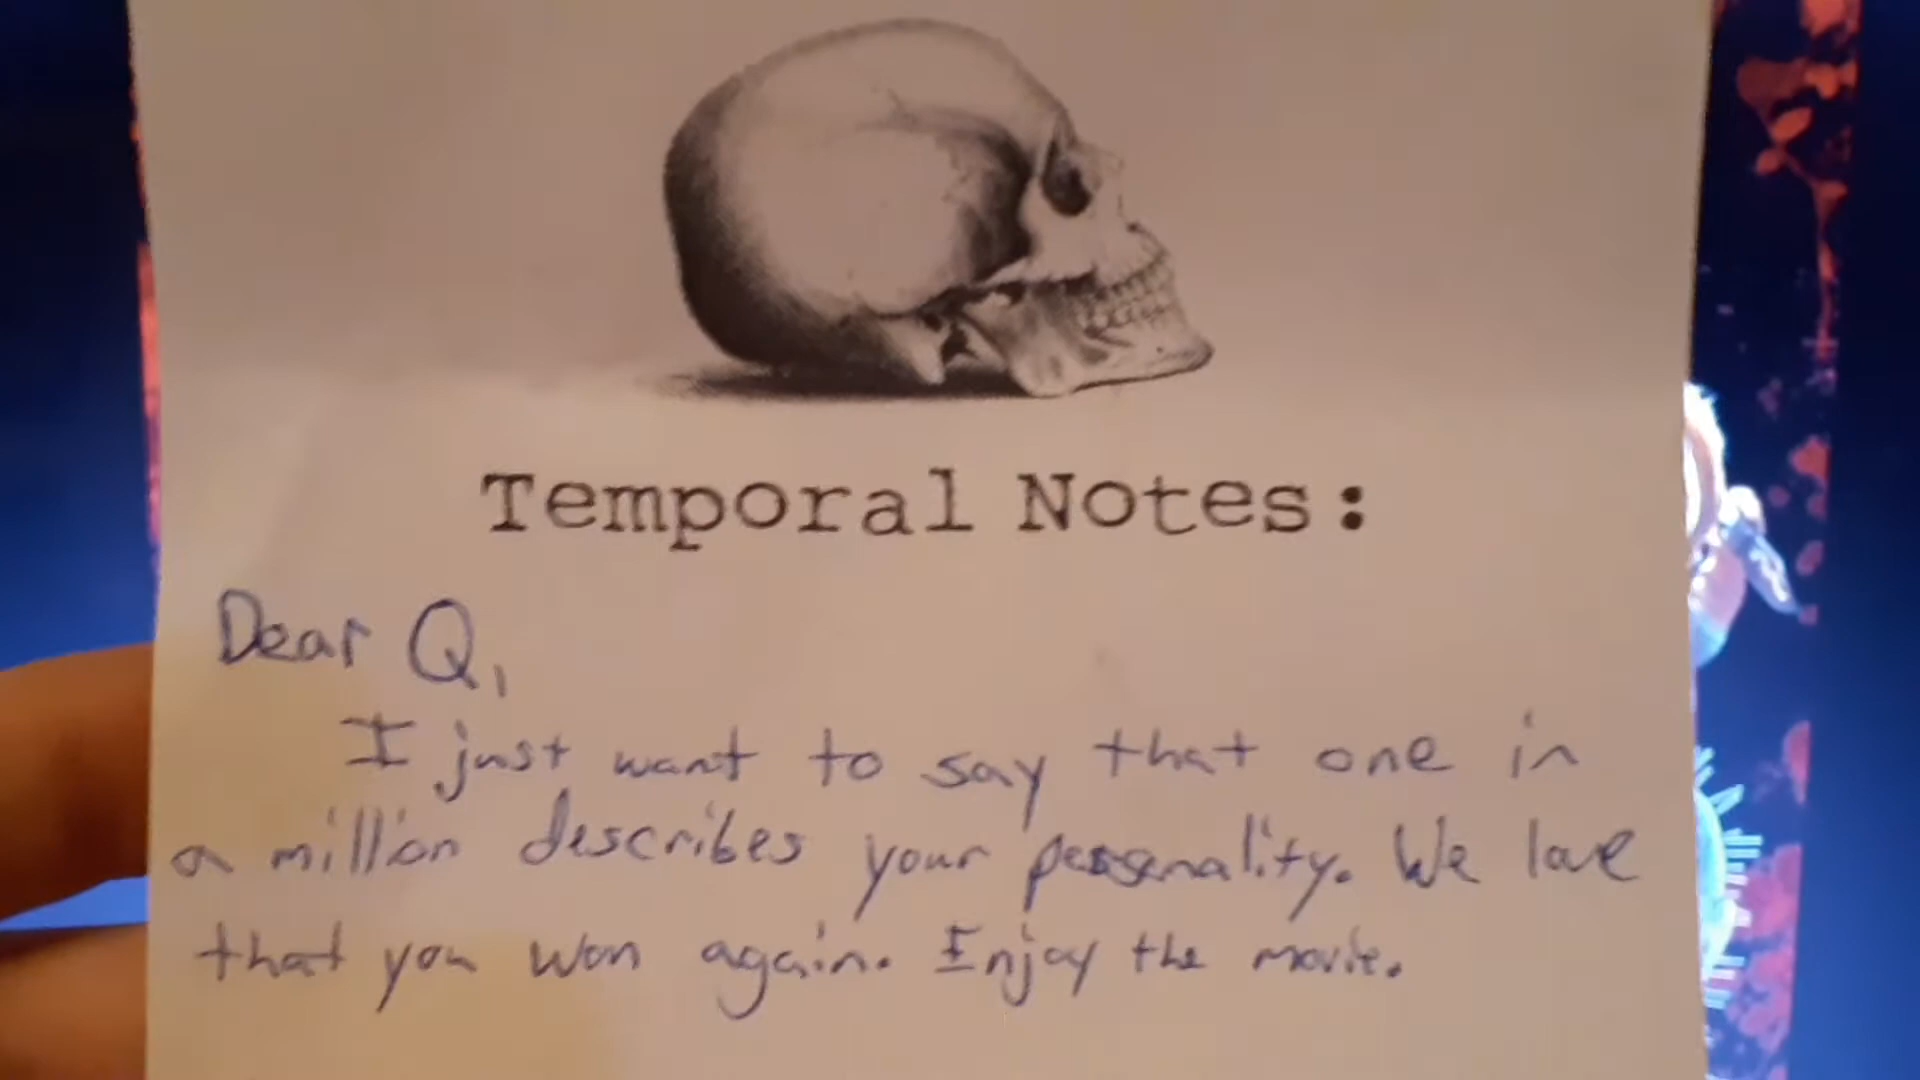 Temporal Notes:
Dear Q,
I just want to say that one in
a million describes your personality. We love
that you won again. Enjoy the movie.